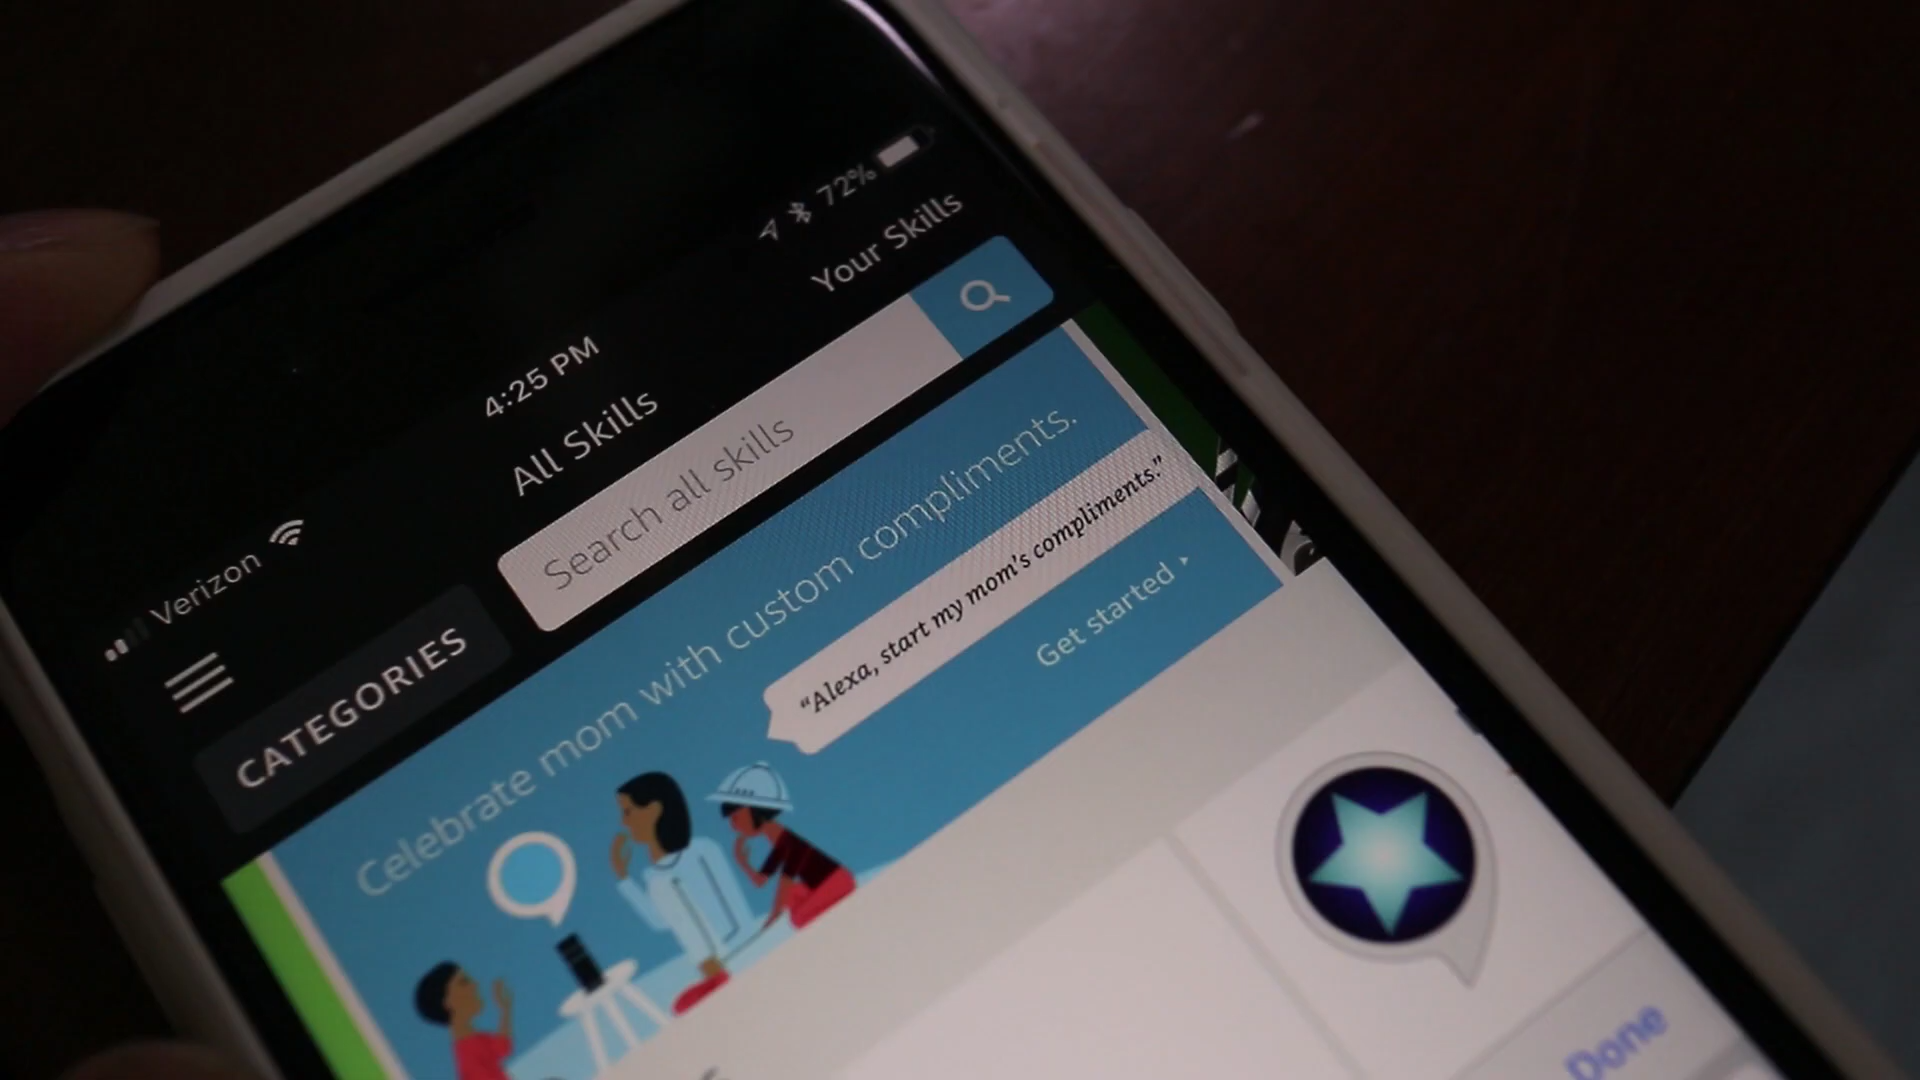 Verizon
4:25 PM
72%
All Skills
Your Skills
CATEGORIES
Search all skills
Celebrate mom with custom compliments.
“Alexa, start my mom's compliments.”
Get started
Done